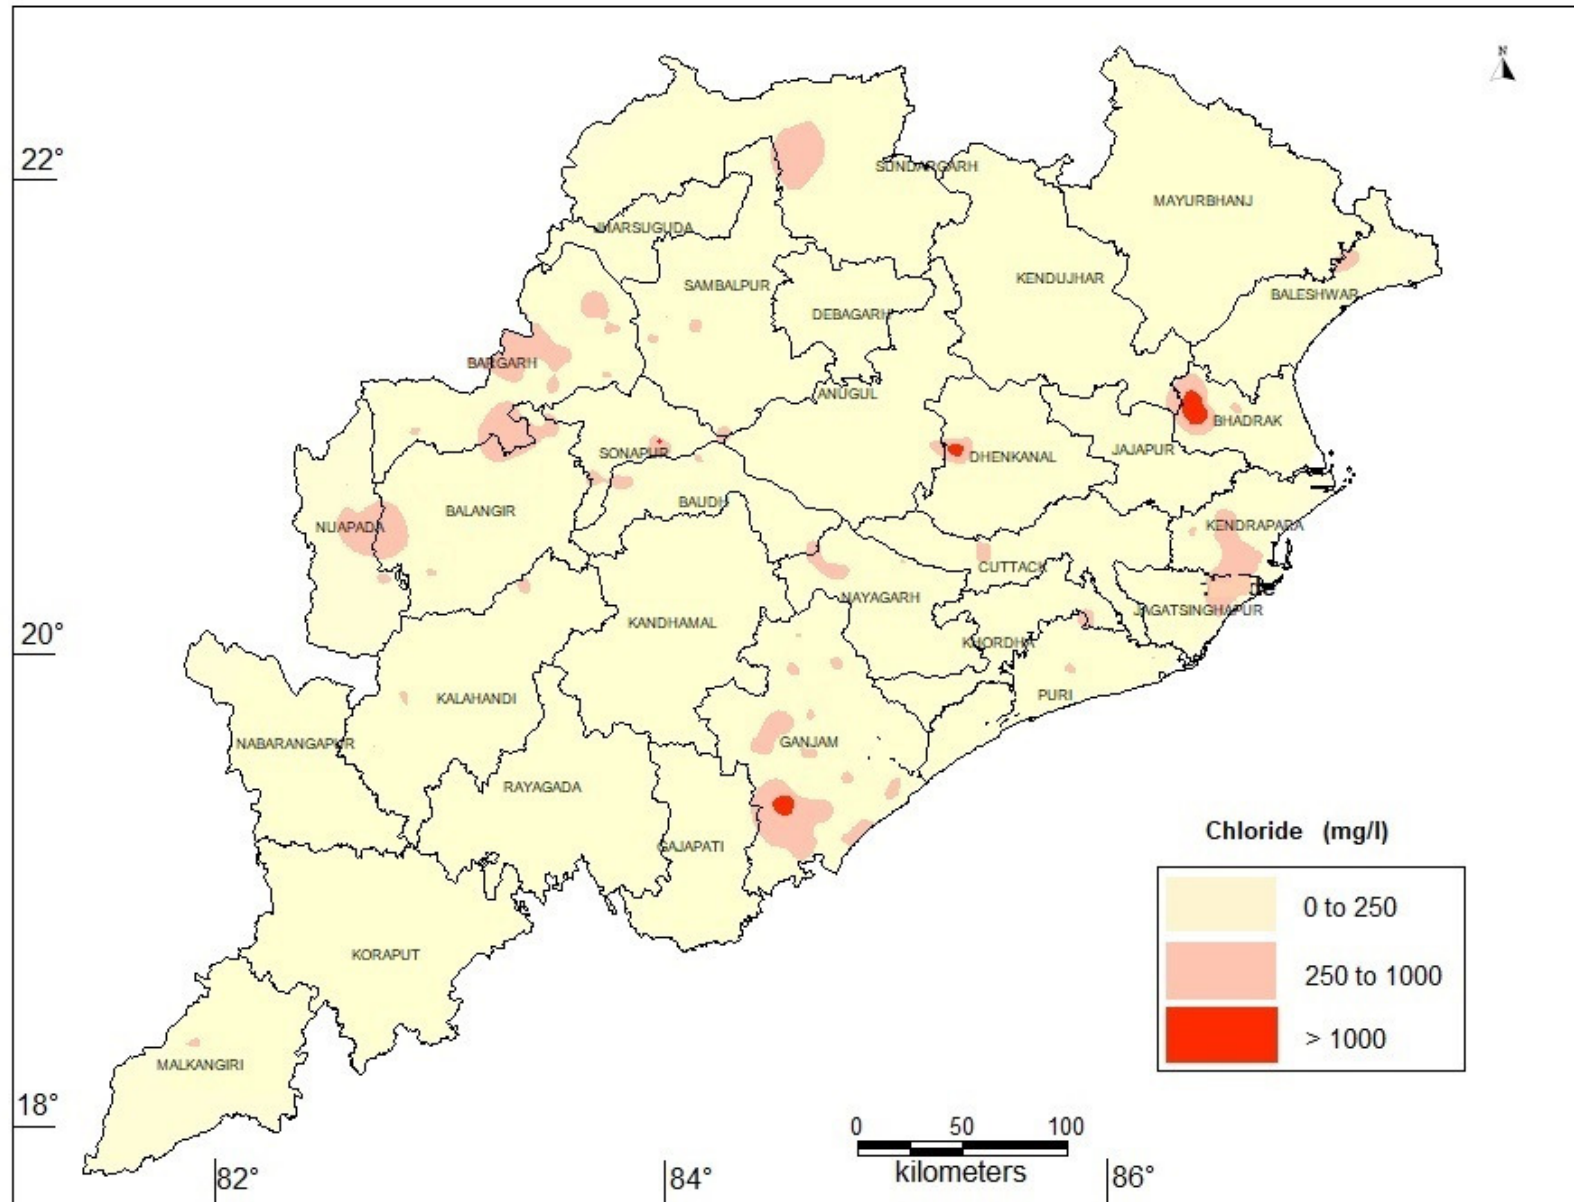 N
22°
SUNDARGARH
MAYURBHANJ
JHARSUGUDA
KENDUJHAR
SAMBALPUR
BALESHWAR
DEBAGARH
BARGARH
ANUGUL
BHADRAK
SONAPUR
DHENKANAL
JAJAPUR
BALANGIR
BAUDH
NUAPADA
KENDRAPARA
CUTTACK
NAYAGARH
JAGATSINGHAPUR
20°
KANDHAMAL
KHORDHA
KALAHANDI
PURI
NABARANGAPUR
GANJAM
RAYAGADA
GAJAPATI
Chloride (mg/l)
0 to 250
KORAPUT
250 to 1000
> 1000
MALKANGIRI
18°
0 50 100
kilometers
82° 84° 86°